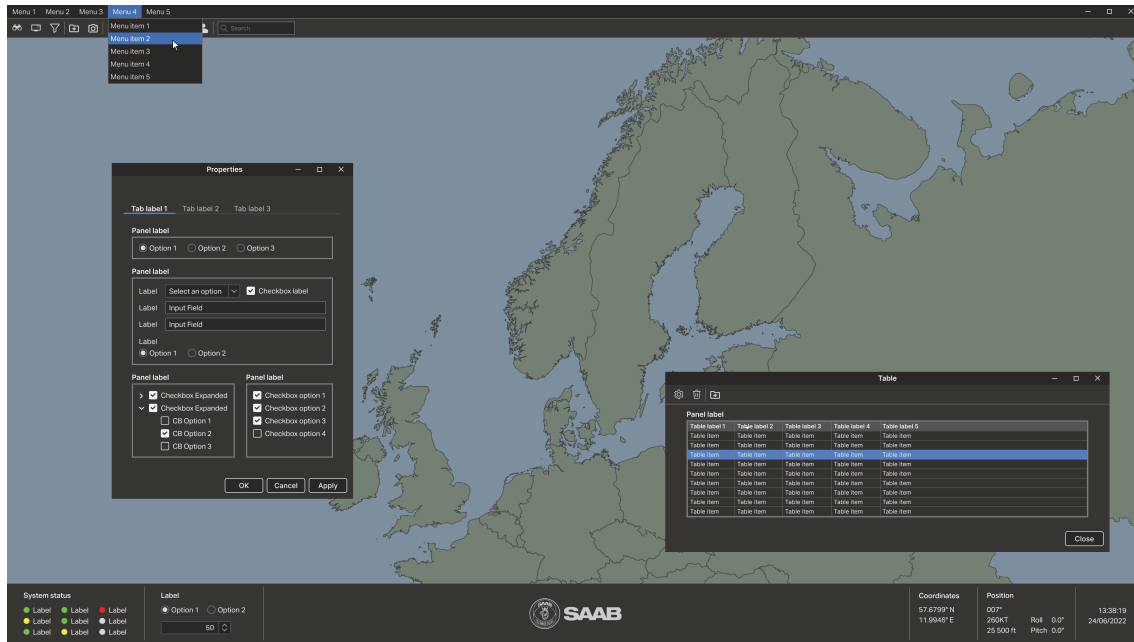 Menu 1 Menu 2 Menu 3 Menu 4 Menu 5
Search
Menu item 1
Menu item 2
Menu item 3
Menu item 4
Menu item 5
Properties
Tab label 1 Tab label 2 Tab label 3
Panel label
Option 1 Option 2 Option 3
Panel label
Label Select an option Checkbox label
Label Input Field
Label Input Field
Label
Option 1 Option 2
Panel label Panel label
Checkbox Expanded Checkbox option 1
Checkbox Expanded Checkbox option 2
CB Option 1 Checkbox option 3
CB Option 2 Checkbox option 4
CB Option 3
OK Cancel Apply
Table
Panel label
Table label 1 Table label 2 Table label 3 Table label 4 Table label 5
Table item Table item Table item Table item Table item
Table item Table item Table item Table item Table item
Table item Table item Table item Table item Table item
Table item Table item Table item Table item Table item
Table item Table item Table item Table item Table item
Table item Table item Table item Table item Table item
Table item Table item Table item Table item Table item
Table item Table item Table item Table item Table item
Table item Table item Table item Table item Table item
Close
System status Label Coordinates Position
Label Label Label Option 1 Option 2 SAAB 57.6799° N 007° 13:38:19
Label Label Label 50 11.9946° E 260KT Roll 0.0° 24/06/2022
Label Label Label 25 500 ft Pitch 0.0°